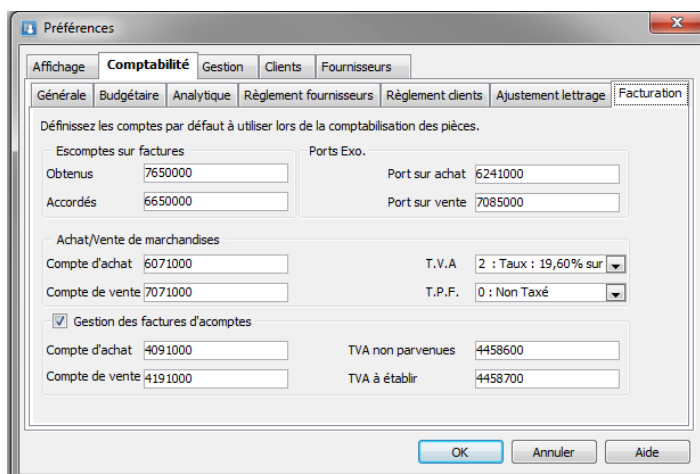 Préférences
Affichage Comptabilité Gestion Clients Fournisseurs
Générale Budgétaire Analytique Règlement fournisseurs Règlement clients Ajustement lettrage Facturation
Définissez les comptes par défaut à utiliser lors de la comptabilisation des pièces.
Escomptes sur factures Ports Exo.
Obtenus 7650000 Port sur achat 6241000
Accordés 6650000 Port sur vente 7085000
Achat/Vente de marchandises
Compte d'achat 6071000 T.V.A 2 : Taux : 19,60% sur
Compte de vente 7071000 T.P.F. 0 : Non Taxé
Gestion des factures d'acomptes
Compte d'achat 4091000 TVA non parvenues 4458600
Compte de vente 4191000 TVA à établir 4458700
OK Annuler Aide